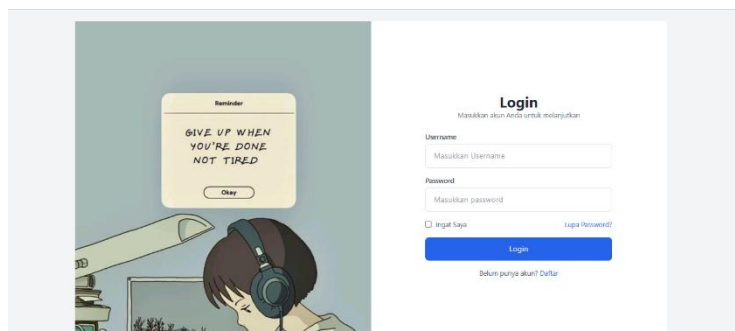 Reminder
GIVE UP WHEN
YOU'RE DONE
NOT TIRED
Okay
Login
Masukkan akun Anda untuk melanjutkan
Username
Masukkan Username
Password
Masukkan password
Ingat Saya
Lupa Password?
Login
Belum punya akun? Daftar